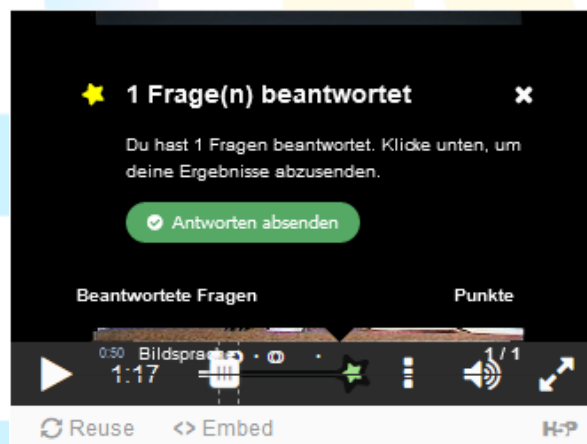 1 Frage(n) beantwortet
Du hast 1 Fragen beantwortet. Klicke unten, um
deine Ergebnisse abzusenden.
Antworten absenden
Beantwortete Fragen Punkte
0:50 Bildsprache 1 / 1
1:17
Reuse <> Embed H-P